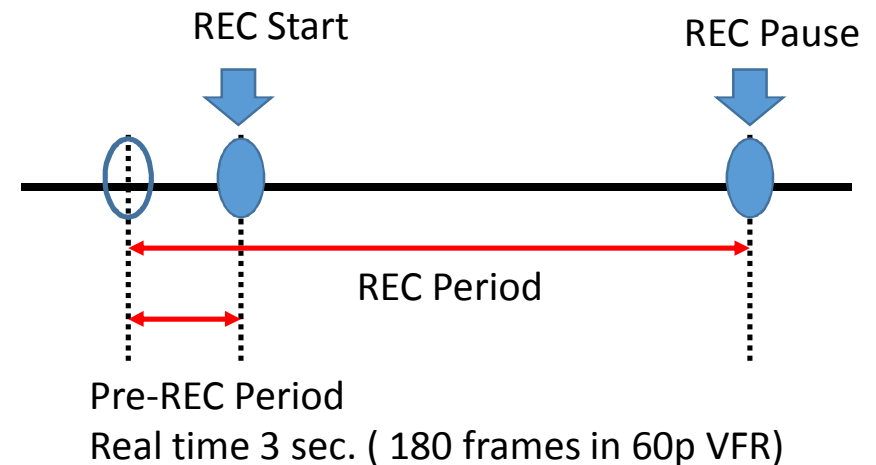 REC Start
REC Pause
REC Period
Pre-REC Period
Real time 3 sec. ( 180 frames in 60p VFR)